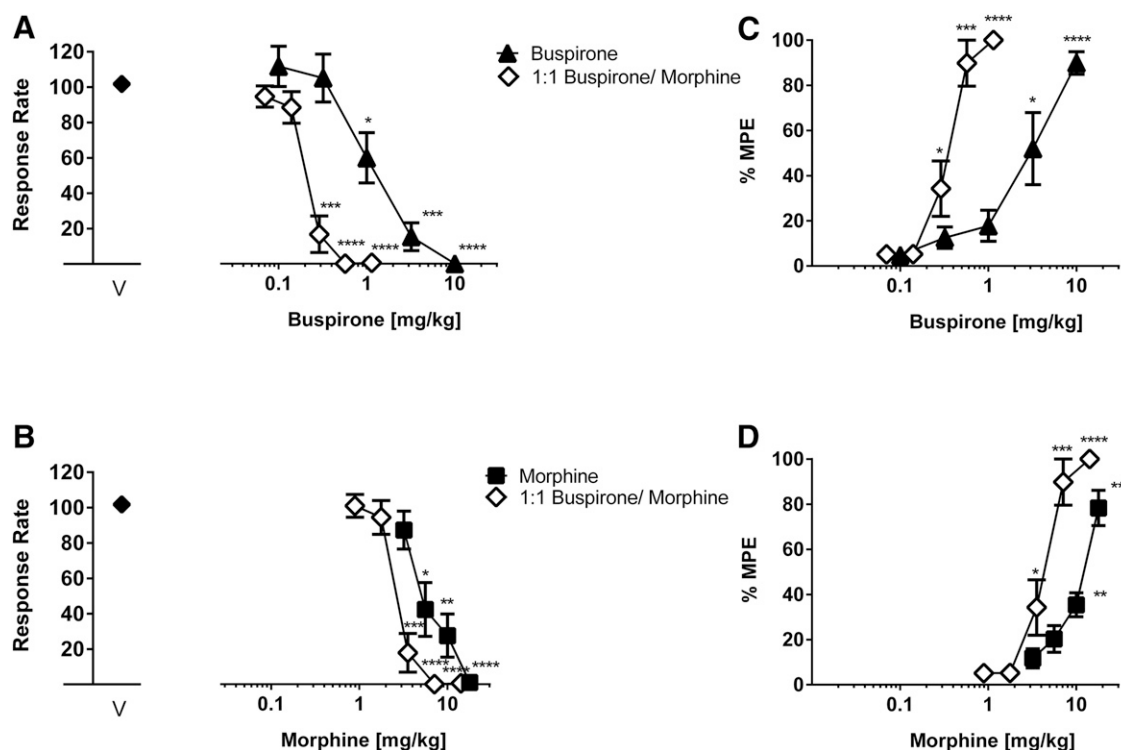 A
Response Rate
120
100
80
60
40
20
V
0.1 1 10
Buspirone [mg/kg]
* *** **** *** **** ****
Buspirone
1:1 Buspirone/ Morphine
C
% MPE
100
80
60
40
20
0
0.1 1 10
Buspirone [mg/kg]
* *** **** * ****
B
Response Rate
120
100
80
60
40
20
V
0.1 1 10
Morphine [mg/kg]
* ** *** **** **** ****
Morphine
1:1 Buspirone/ Morphine
D
% MPE
100
80
60
40
20
0
0.1 1 10
Morphine [mg/kg]
* *** **** ** **